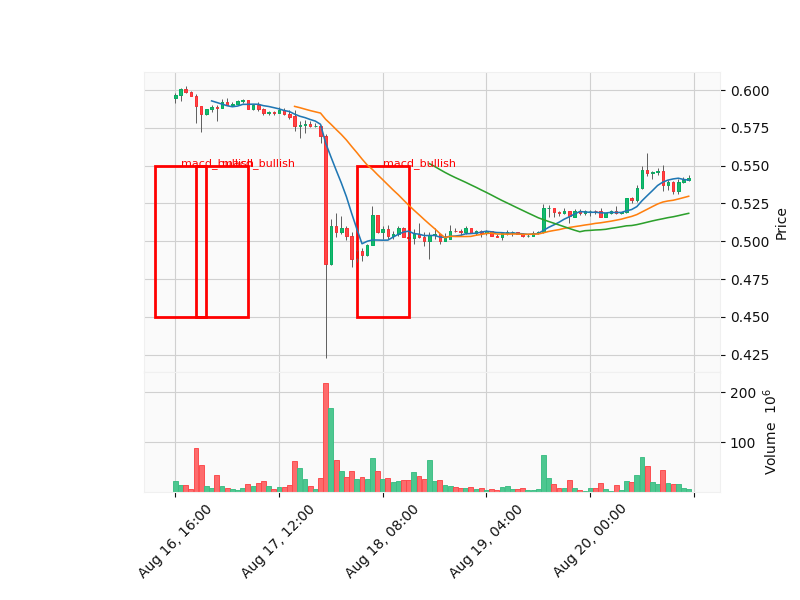 0.600
0.575
macd_bullish
macd_bullish
macd_bullish
0.550
0.525
0.500
0.475
0.450
0.425
Price
200
100
Volume 10^6
Aug 16, 16:00
Aug 17, 12:00
Aug 18, 08:00
Aug 19, 04:00
Aug 20, 00:00